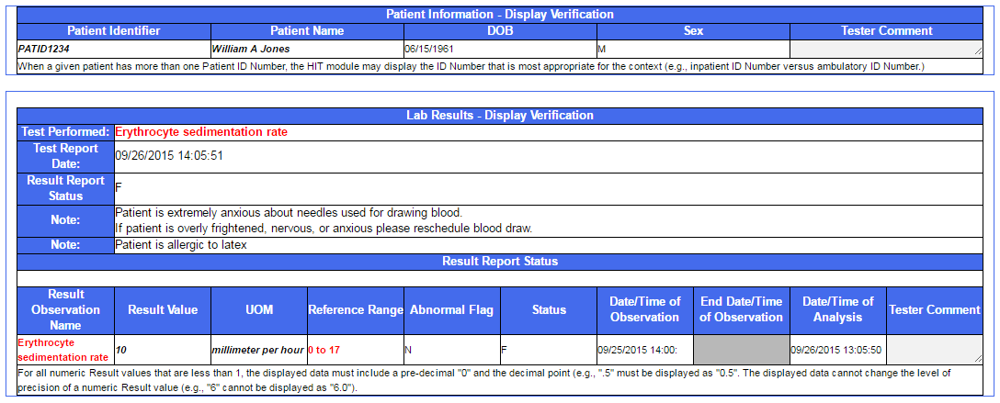 Patient Information - Display Verification
Patient Identifier Patient Name DOB Sex Tester Comment
PATID1234 William A Jones 06/15/1961 M
When a given patient has more than one Patient ID Number, the HIT module may display the ID Number that is most appropriate for the context (e.g., inpatient ID Number versus ambulatory ID Number.)
Lab Results - Display Verification
Test Performed: Erythrocyte sedimentation rate
Test Report
Date: 09/26/2015 14:05:51
Result Report
Status F
Note: Patient is extremely anxious about needles used for drawing blood.
If patient is overly frightened, nervous, or anxious please reschedule blood draw.
Note: Patient is allergic to latex
Result Report Status
Result
Observation
Name Result Value UOM Reference Range Abnormal Flag Status Date/Time of
Observation End Date/Time
of Observation Date/Time of
Analysis Tester Comment
Erythrocyte
sedimentation rate 10 millimeter per hour 0 to 17 N F 09/25/2015 14:00: 09/26/2015 13:05:50
For all numeric Result values that are less than 1, the displayed data must include a pre-decimal "0" and the decimal point (e.g., ".5" must be displayed as "0.5". The displayed data cannot change the level of
precision of a numeric Result value (e.g., "6" cannot be displayed as "6.0").